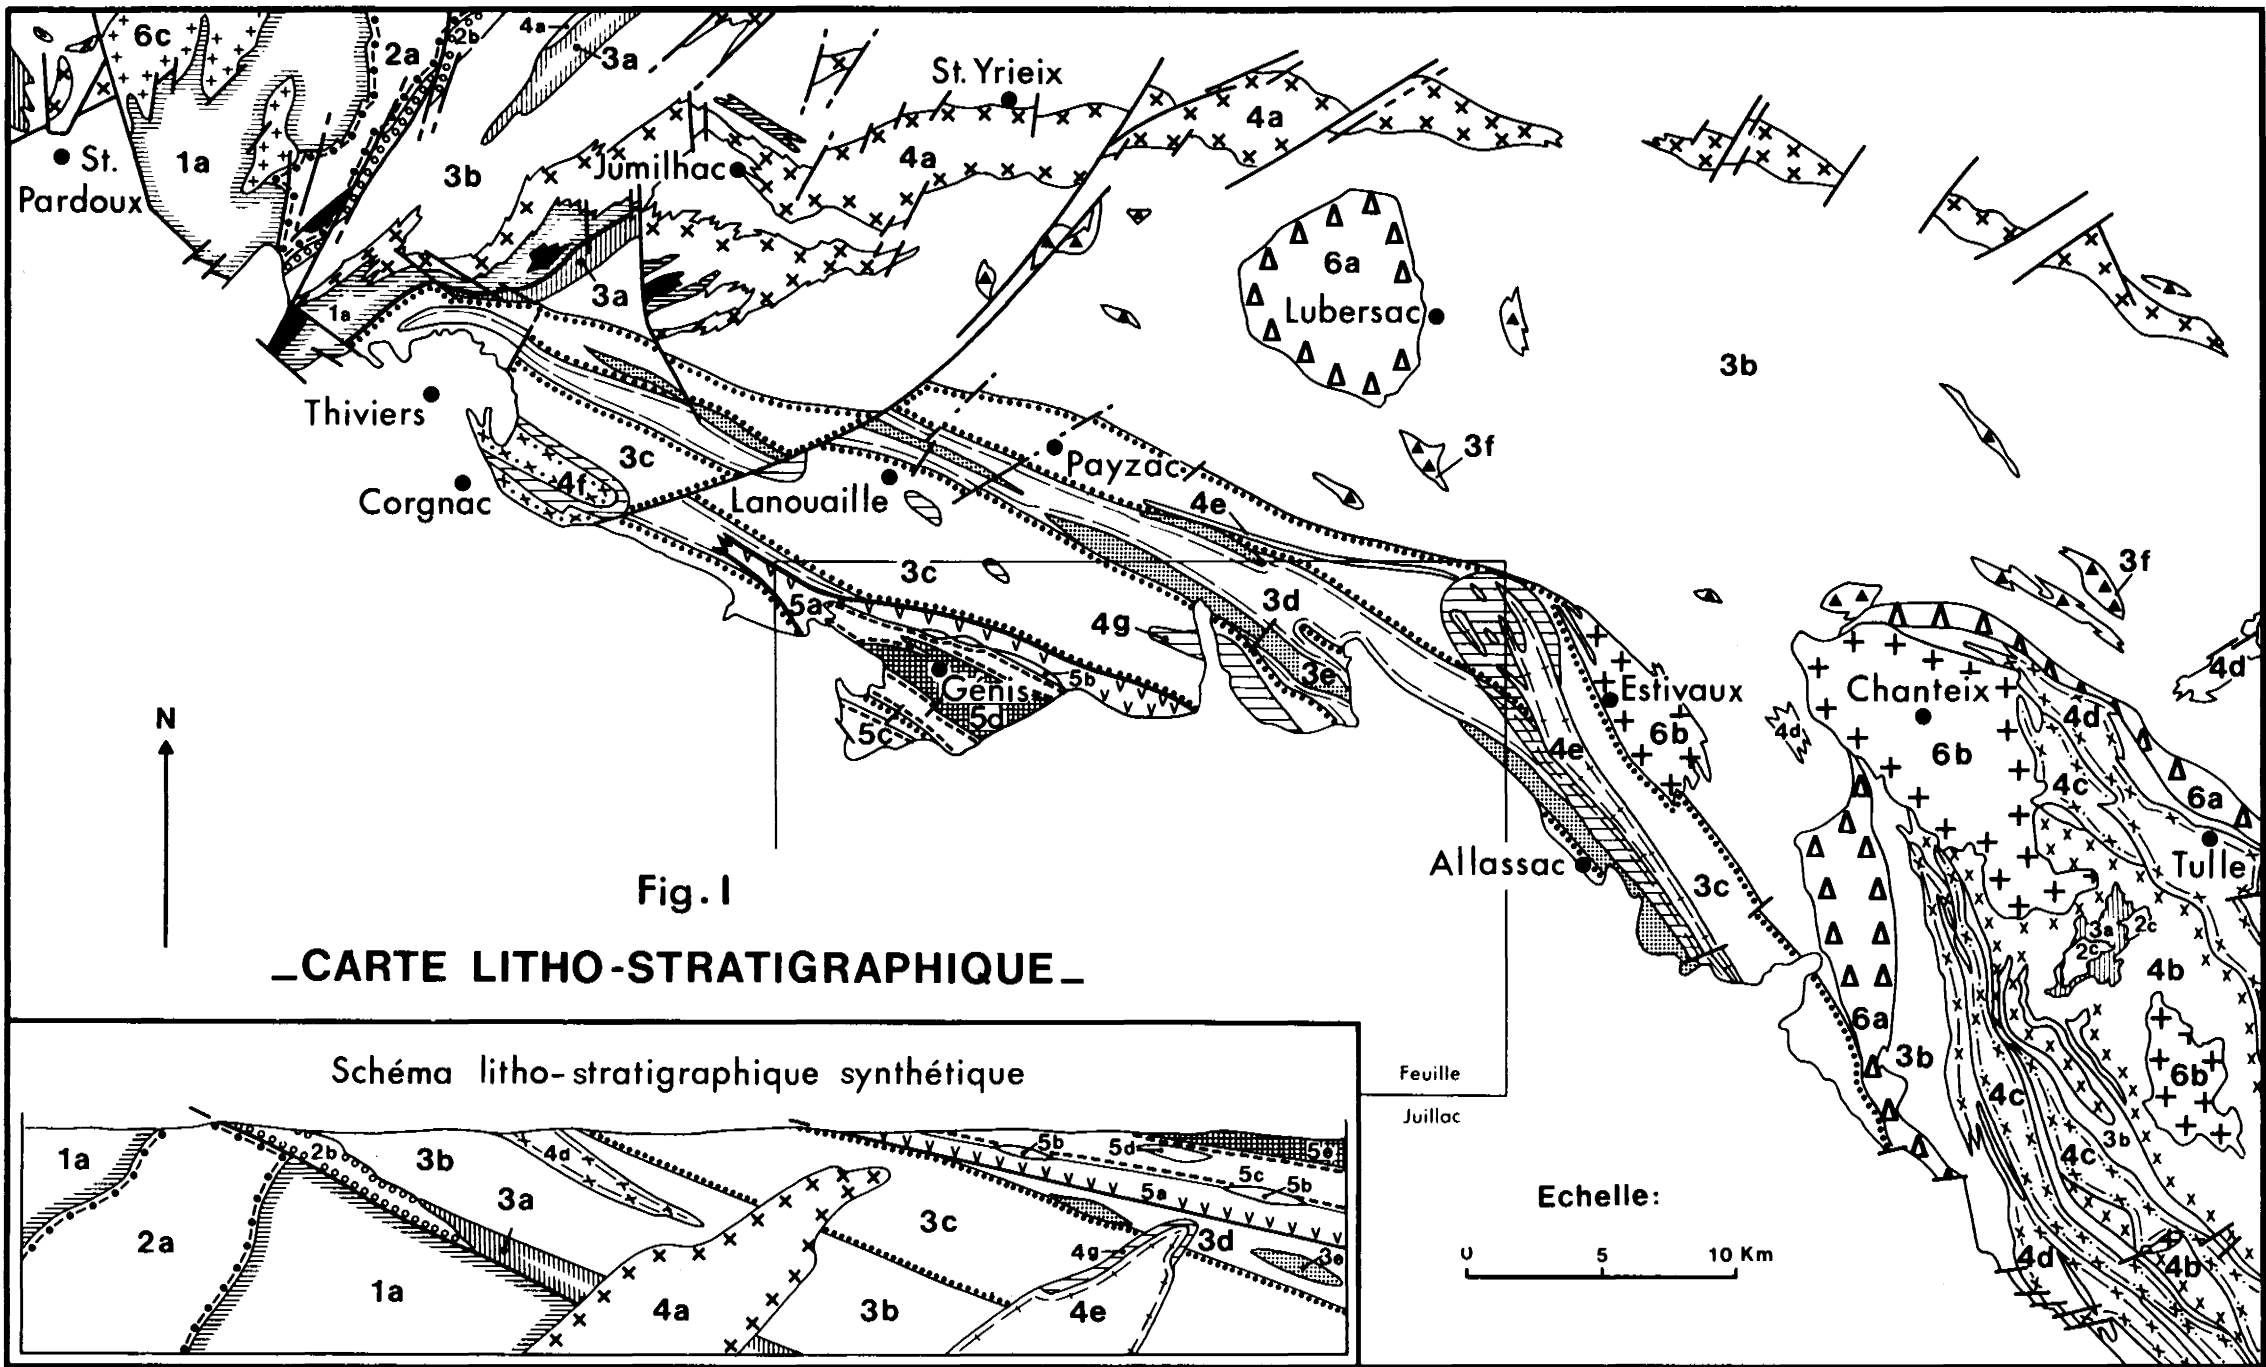 6c
2a
2b
4a
3a
St. Yrieix
4a
1a
St.
Pardoux
3b
Jumilhac
4a
3a
1a
6a
Lubersac
3b
Thiviers
3c
Payzac
3f
Corgnac
4f
Lanouaille
4e
3c
3f
5a
4g
3d
Génis
5b
3e
Estivaux
Chanteix
4d
5d
5c
6b
4d
4d
4e
6b
4c
6a
Allassac
3c
Tulle
3a
2c
2c
4b
N
Fig. I
_CARTE LITHO-STRATIGRAPHIQUE_
6a
3b
6b
4c
3b
4c
4d
4b
Feuille
Juillac
Schéma litho-stratigraphique synthétique
1a
2b
3b
4d
5b
5d
5e
3a
5a
5c
5b
2a
3c
4g
3d
3e
1a
4a
3b
4e
Echelle:
0 5 10 Km